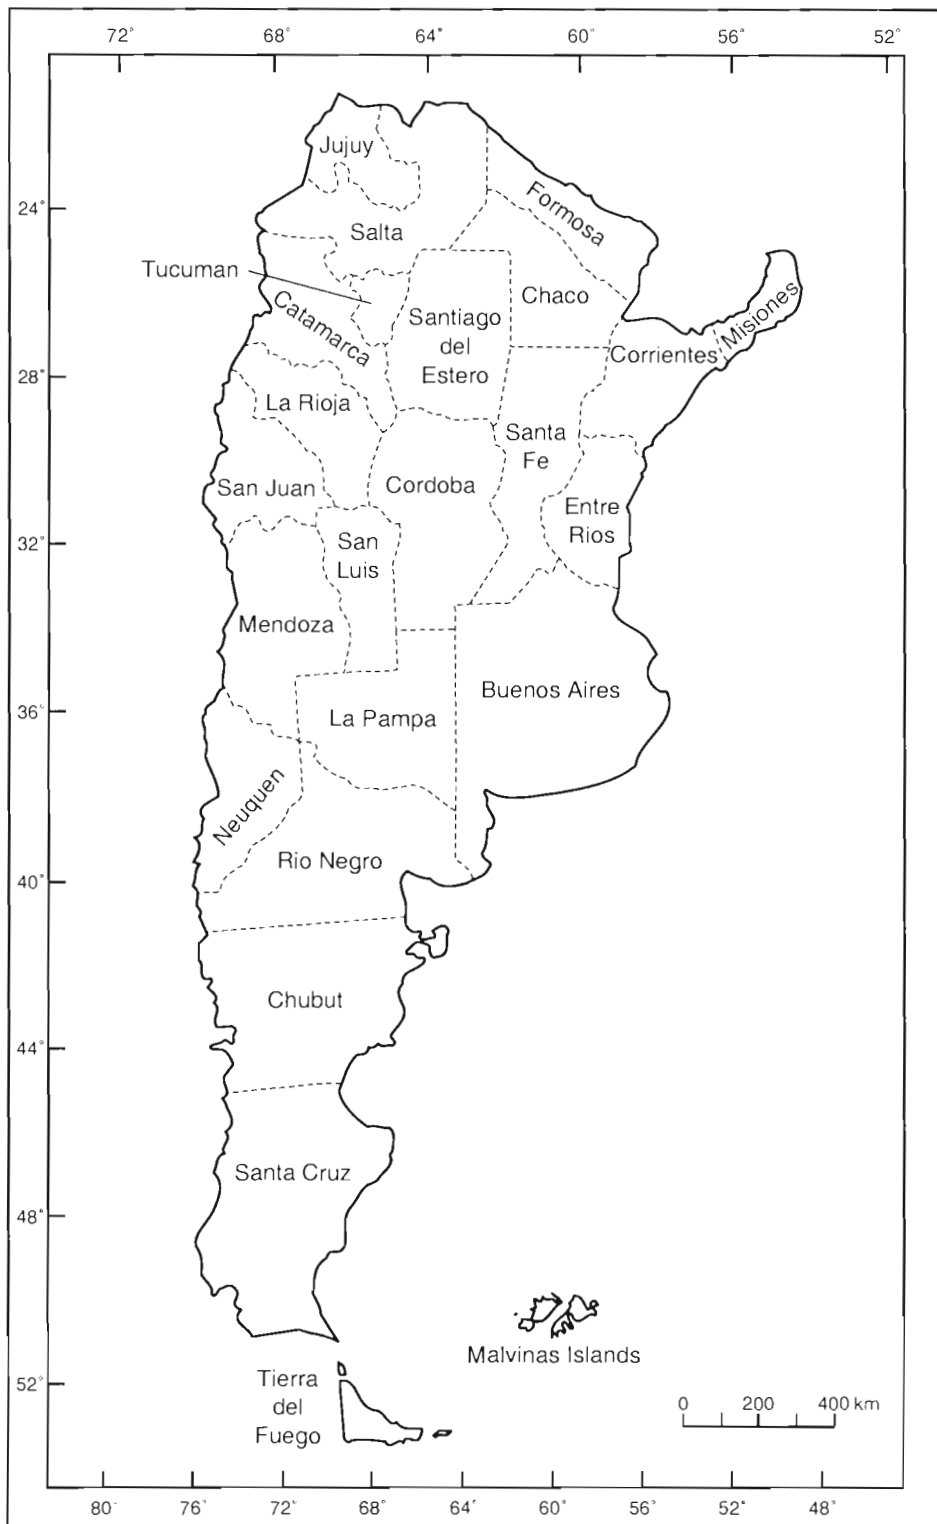 72° 68° 64° 60° 56° 52°
Jujuy
Formosa
24°
Salta
Tucuman
Chaco
Misiones
Catamarca
Santiago
del
Estero
Corrientes
28°
La Rioja
Santa
Fe
San Juan
Cordoba
Entre
Rios
32°
San
Luis
Mendoza
Buenos Aires
36°
La Pampa
Neuquen
Rio Negro
40°
Chubut
44°
Santa Cruz
48°
Malvinas Islands
52°
Tierra
del
Fuego
0 200 400 km
80° 76° 72° 68° 64° 60° 56° 52° 48°